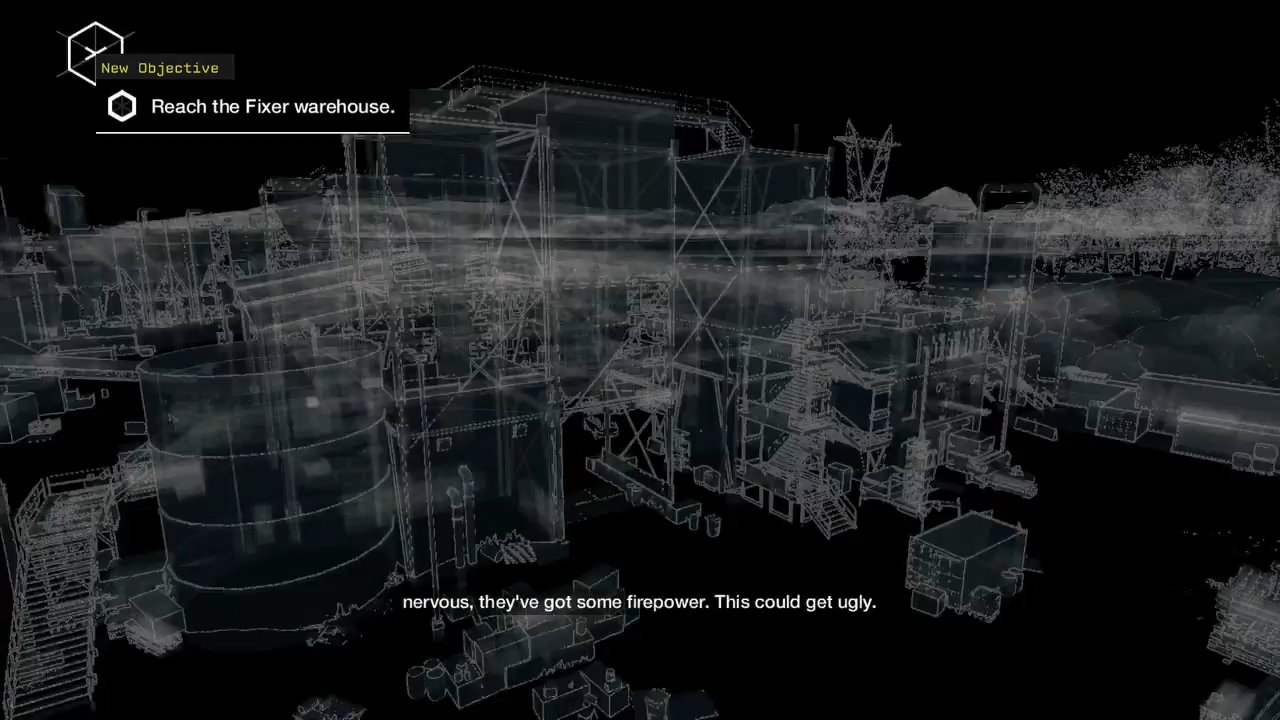 New Objective
Reach the Fixer warehouse.
nervous, they've got some firepower. This could get ugly.